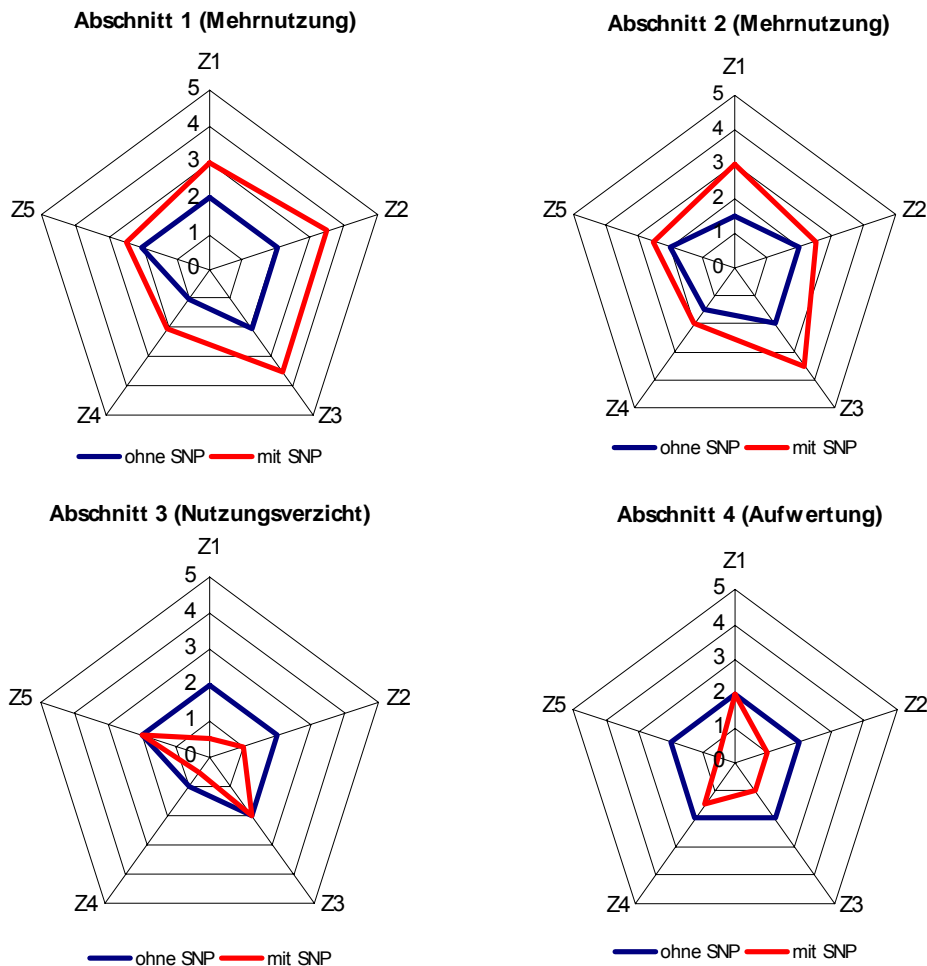 Abschnitt 1 (Mehrnutzung)
Z1
5
4
3
2
1
0
Z2
Z3
Z4
Z5
ohne SNP mit SNP
Abschnitt 2 (Mehrnutzung)
Z1
5
4
3
2
1
0
Z2
Z3
Z4
Z5
ohne SNP mit SNP
Abschnitt 3 (Nutzungsverzicht)
Z1
5
4
3
2
1
0
Z2
Z3
Z4
Z5
ohne SNP mit SNP
Abschnitt 4 (Aufwertung)
Z1
5
4
3
2
1
0
Z2
Z3
Z4
Z5
ohne SNP mit SNP